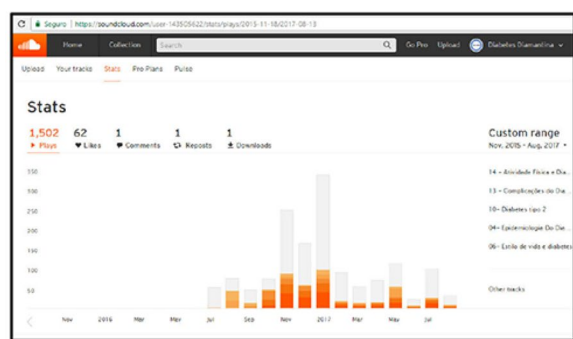 Seguro | https://soundcloud.com/user-143505622/stats/plays/2015-11-18/2017-08-13
Home Collection Search Go Pro Upload Diabetes Diamantina
Upload Your tracks Stats Pro Plans Pulse
Stats
1,502 62 1 1 1
Plays Likes Comments Reposts Downloads
Custom range
Nov, 2015 - Aug, 2017
350
300
250
200
150
100
50
14 - Atividade Física e Dia...
13 - Complicações do Dia...
10- Diabetes tipo 2
04- Epidemiologia Do Die...
06- Estilo de vida e diabetes
Other tracks
Nov 2016 Mar May Jul Sep Nov 2017 Mar May Jul